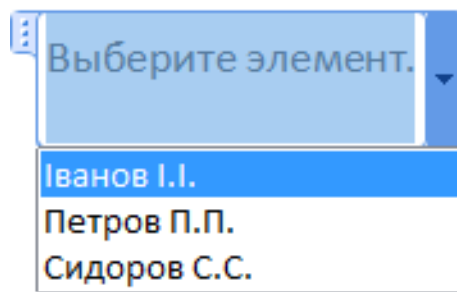 Выберите элемент.
Іванов І.І.
Петров П.П.
Сидоров С.С.